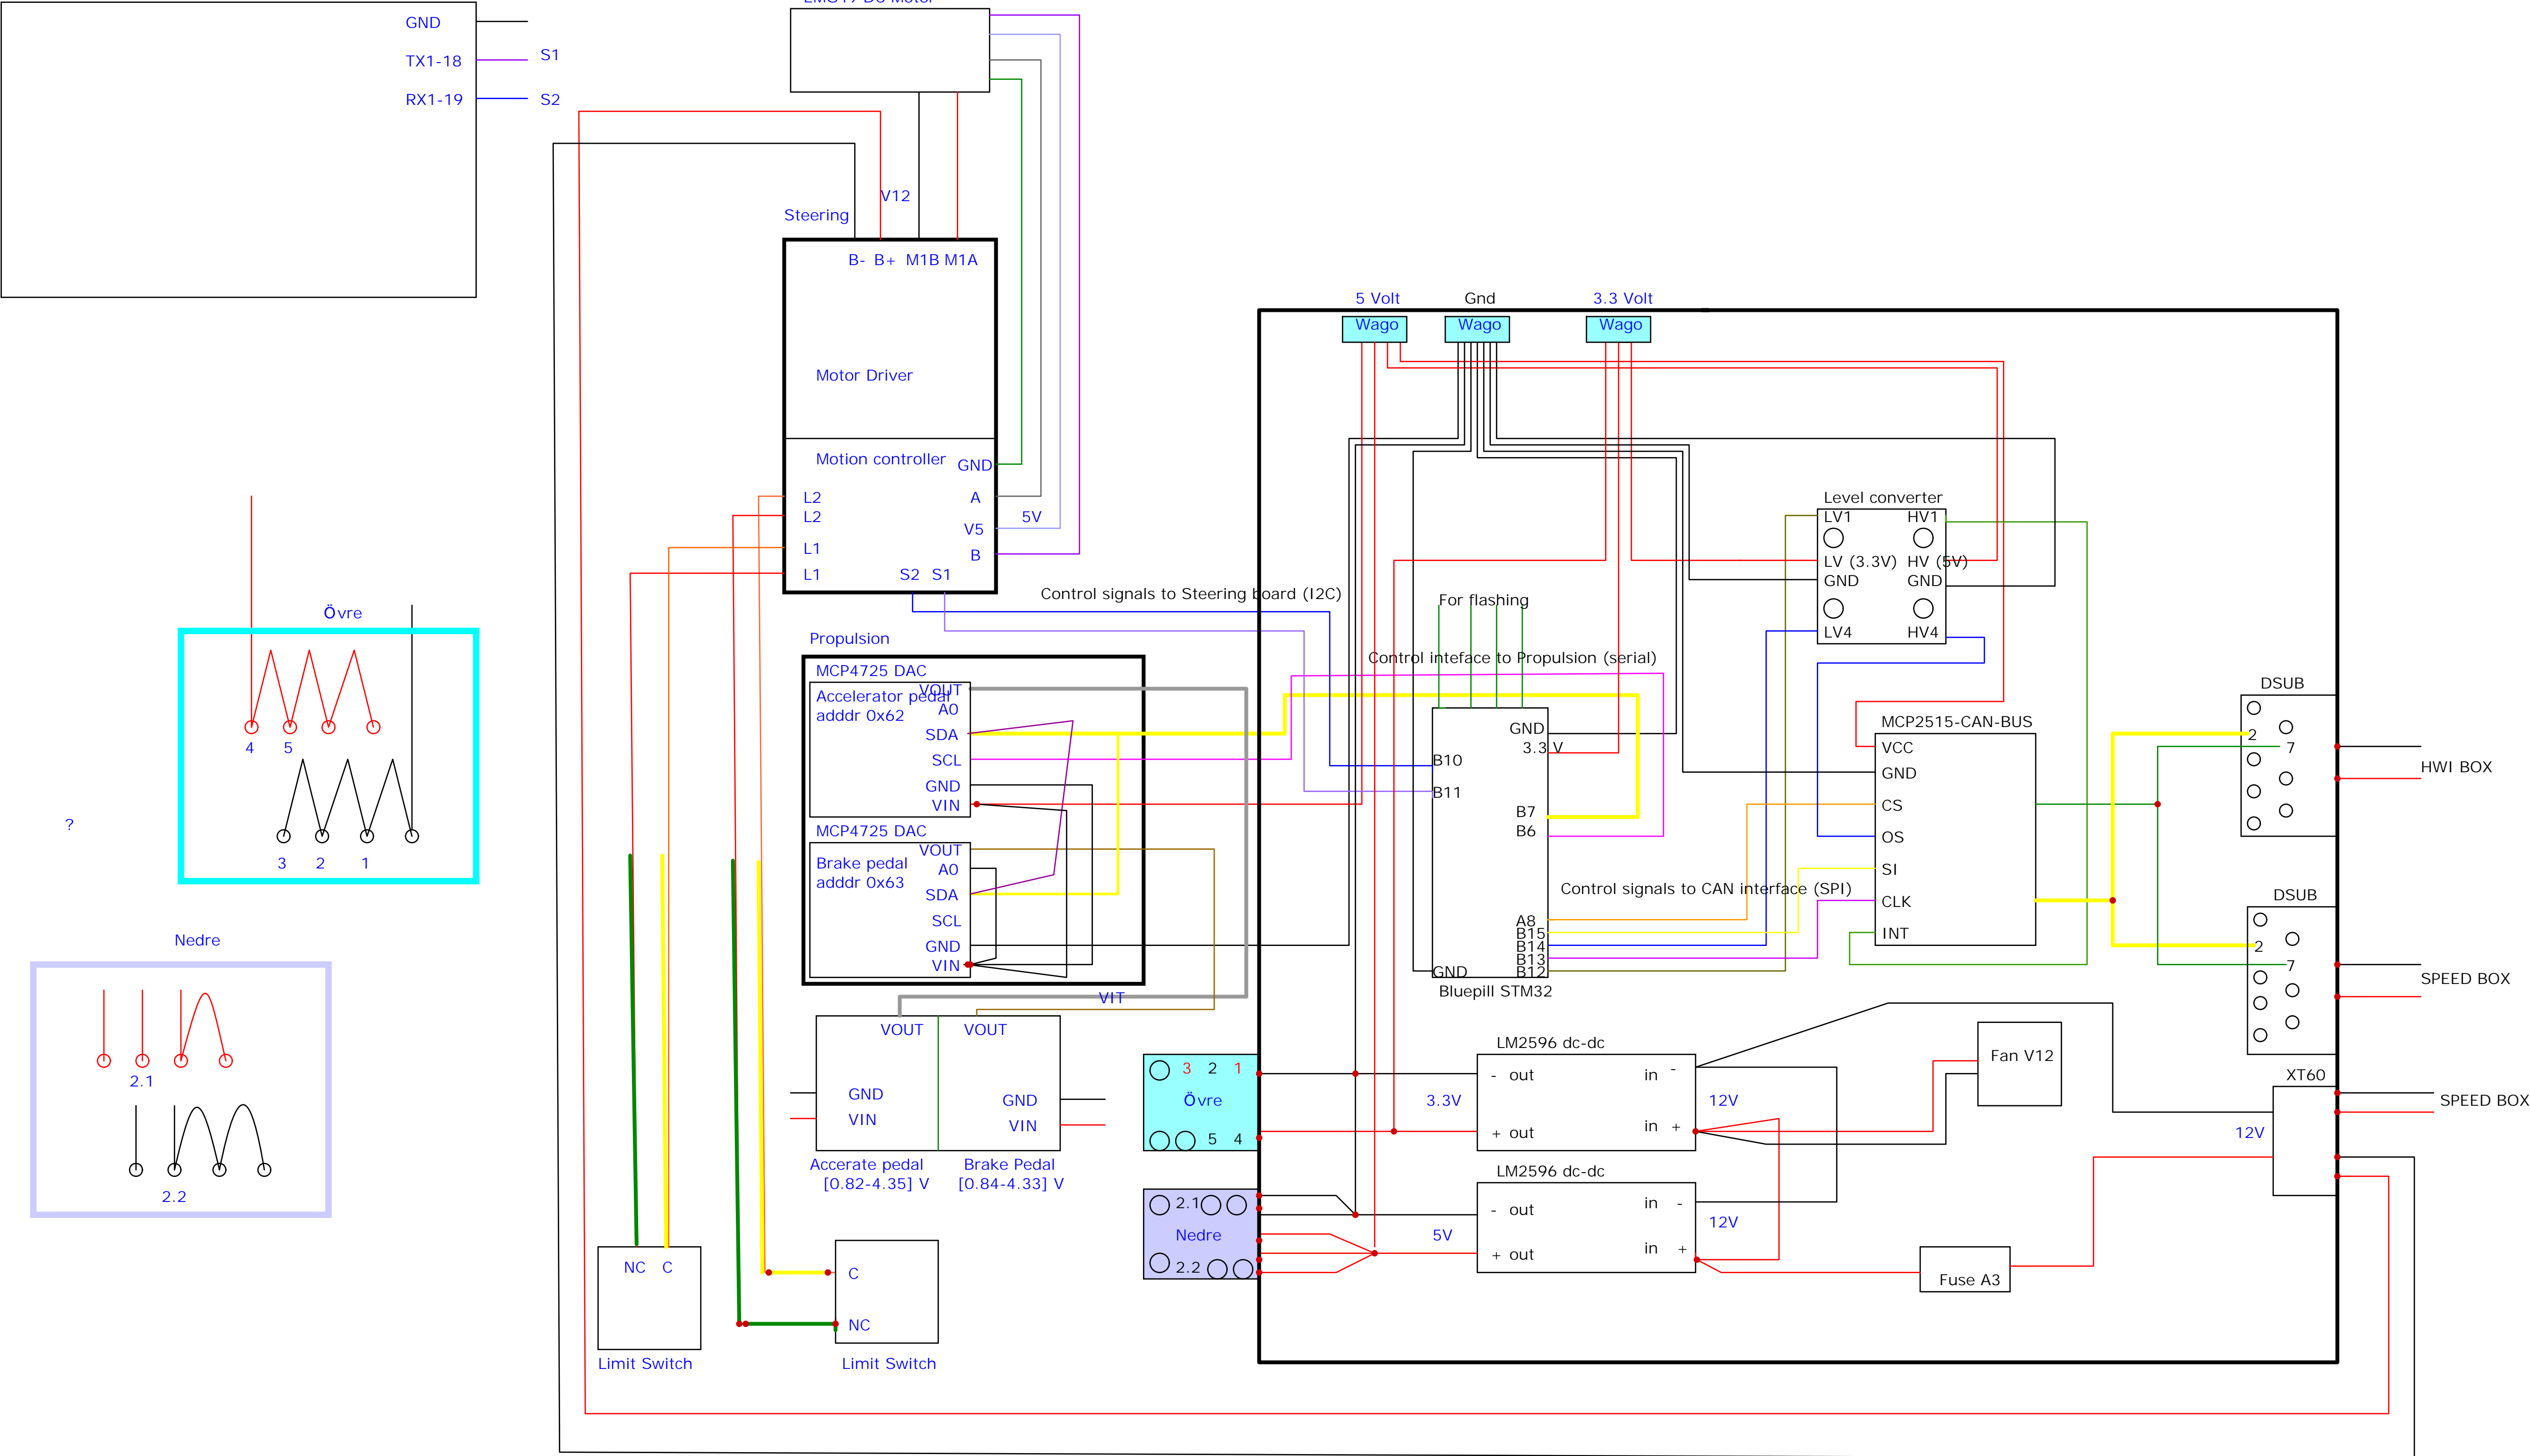 GND
TX1-18
S1
RX1-19
S2
EMG49 DC Motor
V12
Steering
B- B+ M1B M1A
Motor Driver
Motion controller
GND
L2
A
L2
5V
V5
L1
B
L1
S2 S1
Control signals to Steering board (I2C)
Övre
4 5
3 2 1
?
Nedre
2.1
2.2
Propulsion
MCP4725 DAC
VOUT
Accelerator pedal
A0
adddr 0x62
SDA
SCL
GND
VIN
MCP4725 DAC
VOUT
Brake pedal
A0
adddr 0x63
SDA
SCL
GND
VIN
VIT
VOUT VOUT
GND
GND
VIN
VIN
Accerate pedal
[0.82-4.35] V
Brake Pedal
[0.84-4.33] V
NC C
Limit Switch
C
NC
Limit Switch
5 Volt
Gnd
3.3 Volt
Wago
Wago
Wago
Level converter
LV1 HV1
LV (3.3V) HV (5V)
GND GND
LV4 HV4
For flashing
Control inteface to Propulsion (serial)
GND
3.3 V
B10
B11
B7
B6
Control signals to CAN interface (SPI)
A8
B15
B14
B13
GND
B12
Bluepill STM32
MCP2515-CAN-BUS
VCC
GND
CS
OS
SI
CLK
INT
DSUB
2
7
HWI BOX
DSUB
2
7
SPEED BOX
3 2 1
Övre
5 4
2.1
Nedre
2.2
LM2596 dc-dc
- out in -
3.3V
12V
+ out in +
LM2596 dc-dc
- out in -
5V
12V
+ out in +
Fan V12
XT60
SPEED BOX
12V
Fuse A3